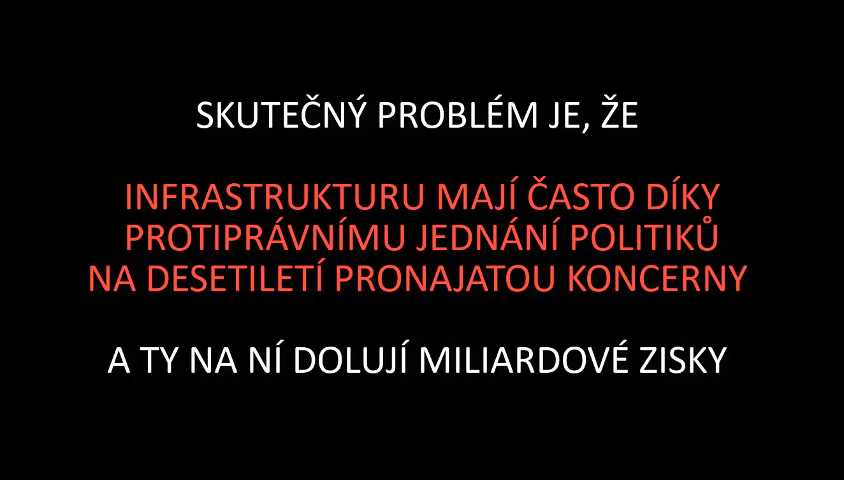 SKUTEČNÝ PROBLÉM JE, ŽE
INFRASTRUKTURU MAJÍ ČASTO DÍKY
PROTIPRÁVNÍMU JEDNÁNÍ POLITIKŮ
NA DESETILETÍ PRONAJATOU KONCERNY
A TY NA NÍ DOLUJÍ MILIARDOVÉ ZISKY